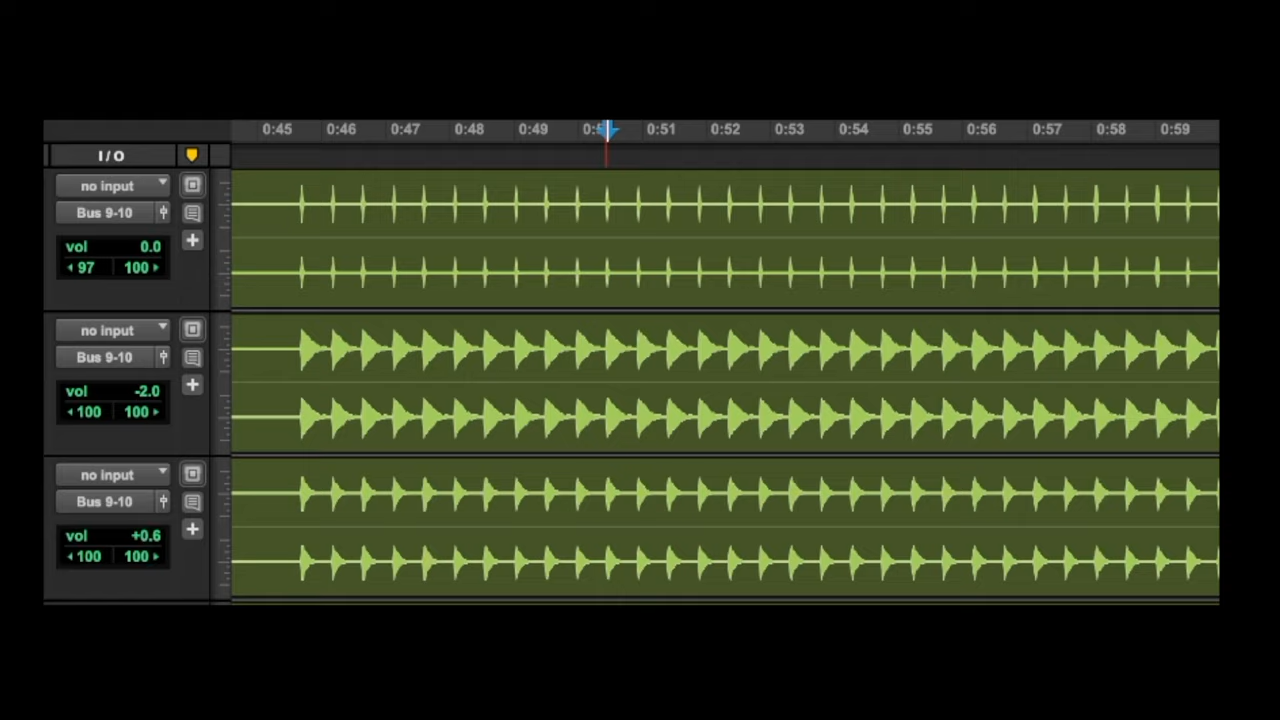 0:45 0:46 0:47 0:48 0:49 0:51 0:52 0:53 0:54 0:55 0:56 0:57 0:58 0:59
I/O
no input
Bus 9-10
vol 0.0
97 100
no input
Bus 9-10
vol -2.0
100 100
no input
Bus 9-10
vol +0.6
100 100